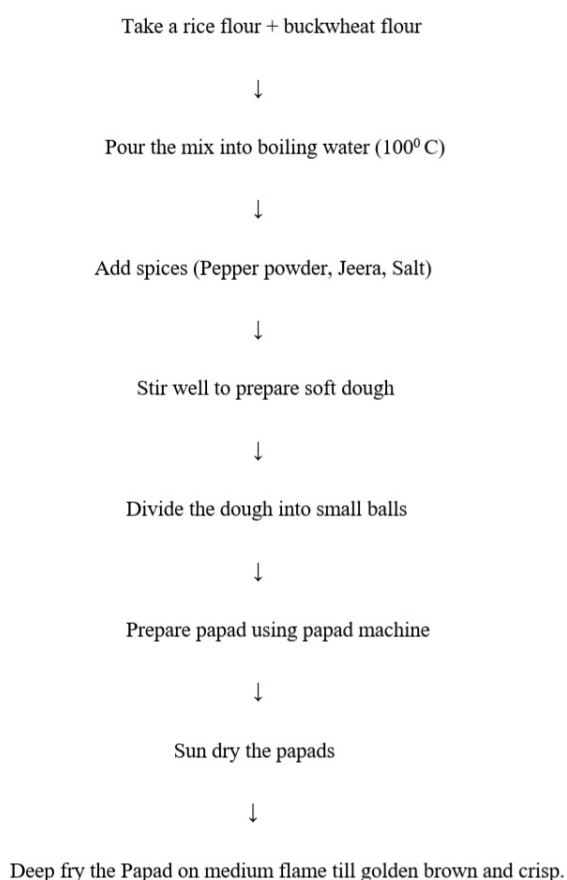 Take a rice flour + buckwheat flour
↓
Pour the mix into boiling water (100⁰ C)
↓
Add spices (Pepper powder, Jeera, Salt)
↓
Stir well to prepare soft dough
↓
Divide the dough into small balls
↓
Prepare papad using papad machine
↓
Sun dry the papads
↓
Deep fry the Papad on medium flame till golden brown and crisp.